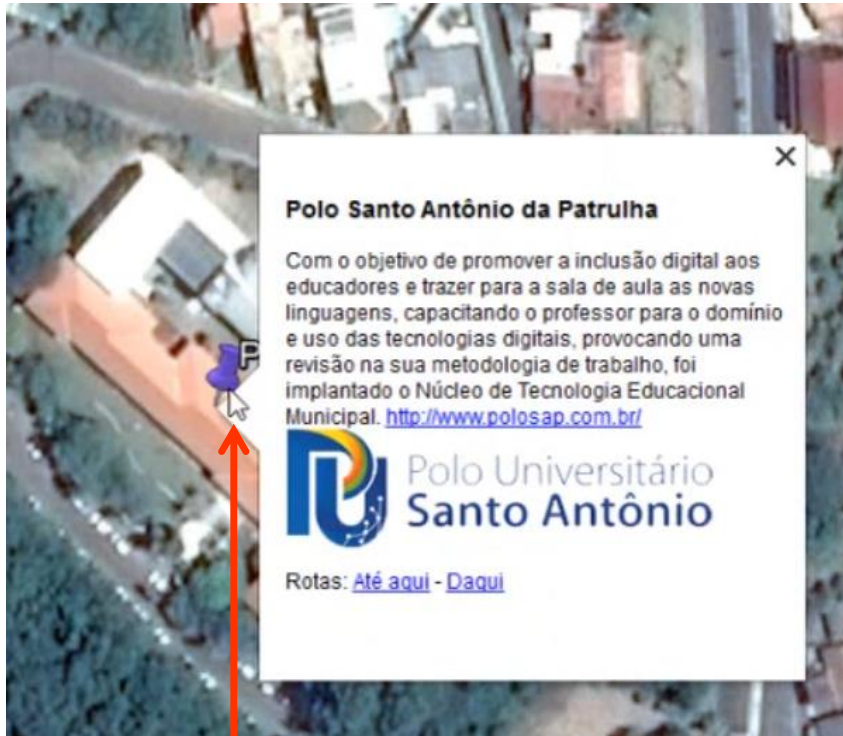 Polo Santo Antônio da Patrulha
Com o objetivo de promover a inclusão digital aos
educadores e trazer para a sala de aula as novas
linguagens, capacitando o professor para o domínio
e uso das tecnologias digitais, provocando uma
revisão na sua metodologia de trabalho, foi
implantado o Núcleo de Tecnologia Educacional
Municipal. http://www.polosap.com.br/
P
Polo Universitário
Santo Antônio
Rotas: Até aqui - Daqui